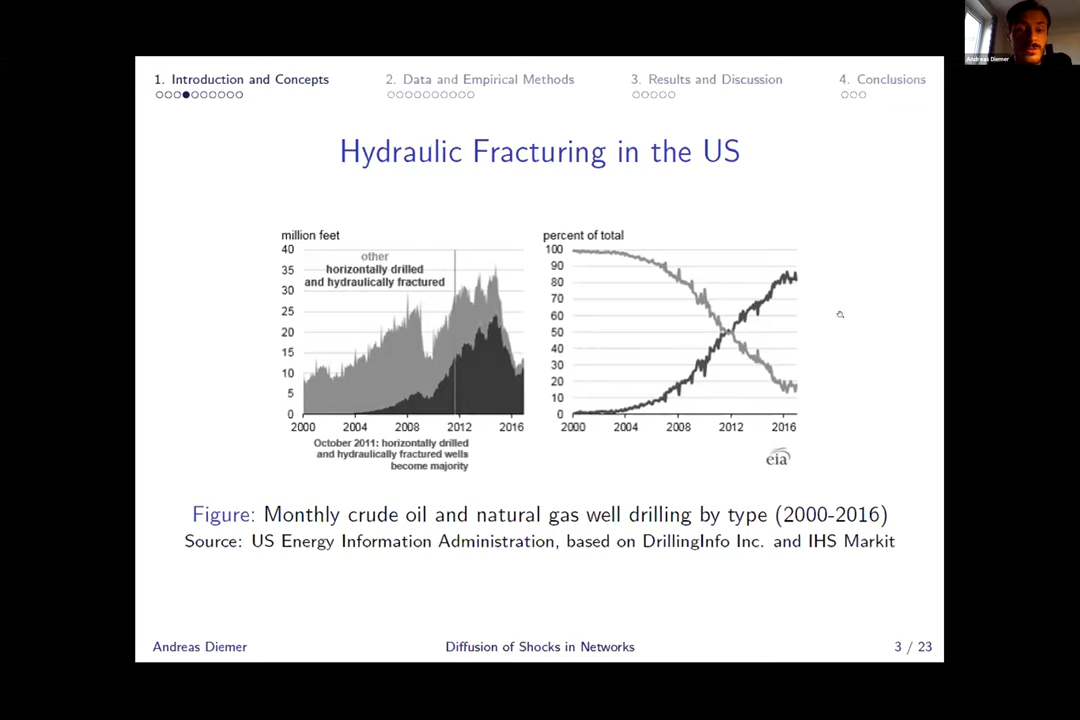 Andreas Diemer
1. Introduction and Concepts
2. Data and Empirical Methods
3. Results and Discussion
4. Conclusions
Hydraulic Fracturing in the US
million feet
40
35
30
25
20
15
10
5
0
other
horizontally drilled
and hydraulically fractured
2000 2004 2008 2012 2016
October 2011: horizontally drilled
and hydraulically fractured wells
become majority
percent of total
100
90
80
70
60
50
40
30
20
10
0
2000 2004 2008 2012 2016
eia
Figure: Monthly crude oil and natural gas well drilling by type (2000-2016)
Source: US Energy Information Administration, based on DrillingInfo Inc. and IHS Markit
Andreas Diemer
Diffusion of Shocks in Networks
3 / 23